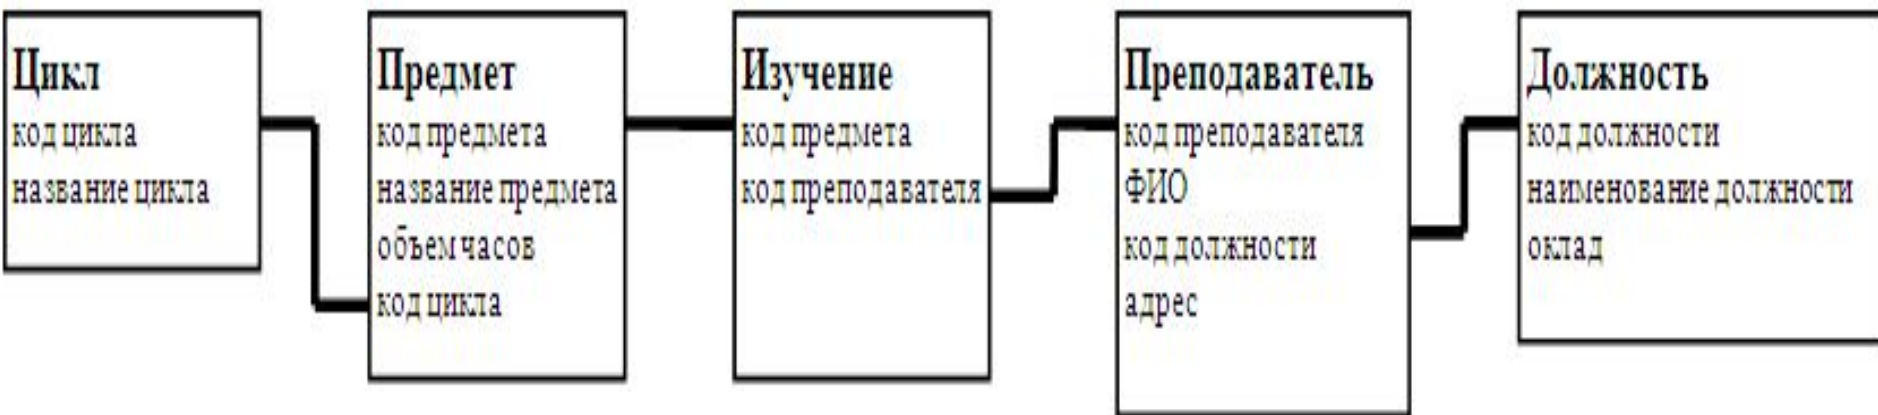 Цикл
код цикла
название цикла
Предмет
код предмета
название предмета
объем часов
код цикла
Изучение
код предмета
код преподавателя
Преподаватель
код преподавателя
ФИО
код должности
адрес
Должность
код должности
наименование должности
оклад